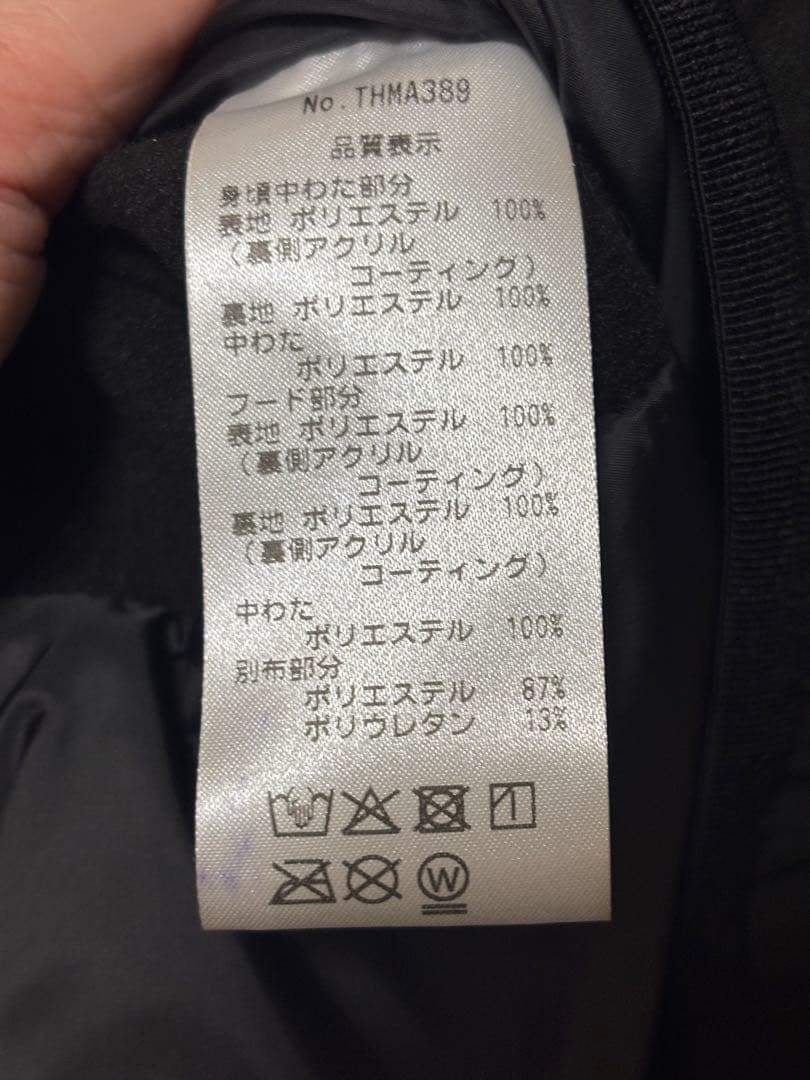 No.THMA389
品質表示
身頃中わた部分
表地 ポリエステル 100%
（裏側アクリル
コーティング）
裏地 ポリエステル 100%
中わた
ポリエステル 100%
フード部分
表地 ポリエステル 100%
（裏側アクリル
コーティング）
裏地 ポリエステル 100%
（裏側アクリル
コーティング）
中わた
ポリエステル 100%
別布部分
ポリエステル 87%
ポリウレタン 13%
W